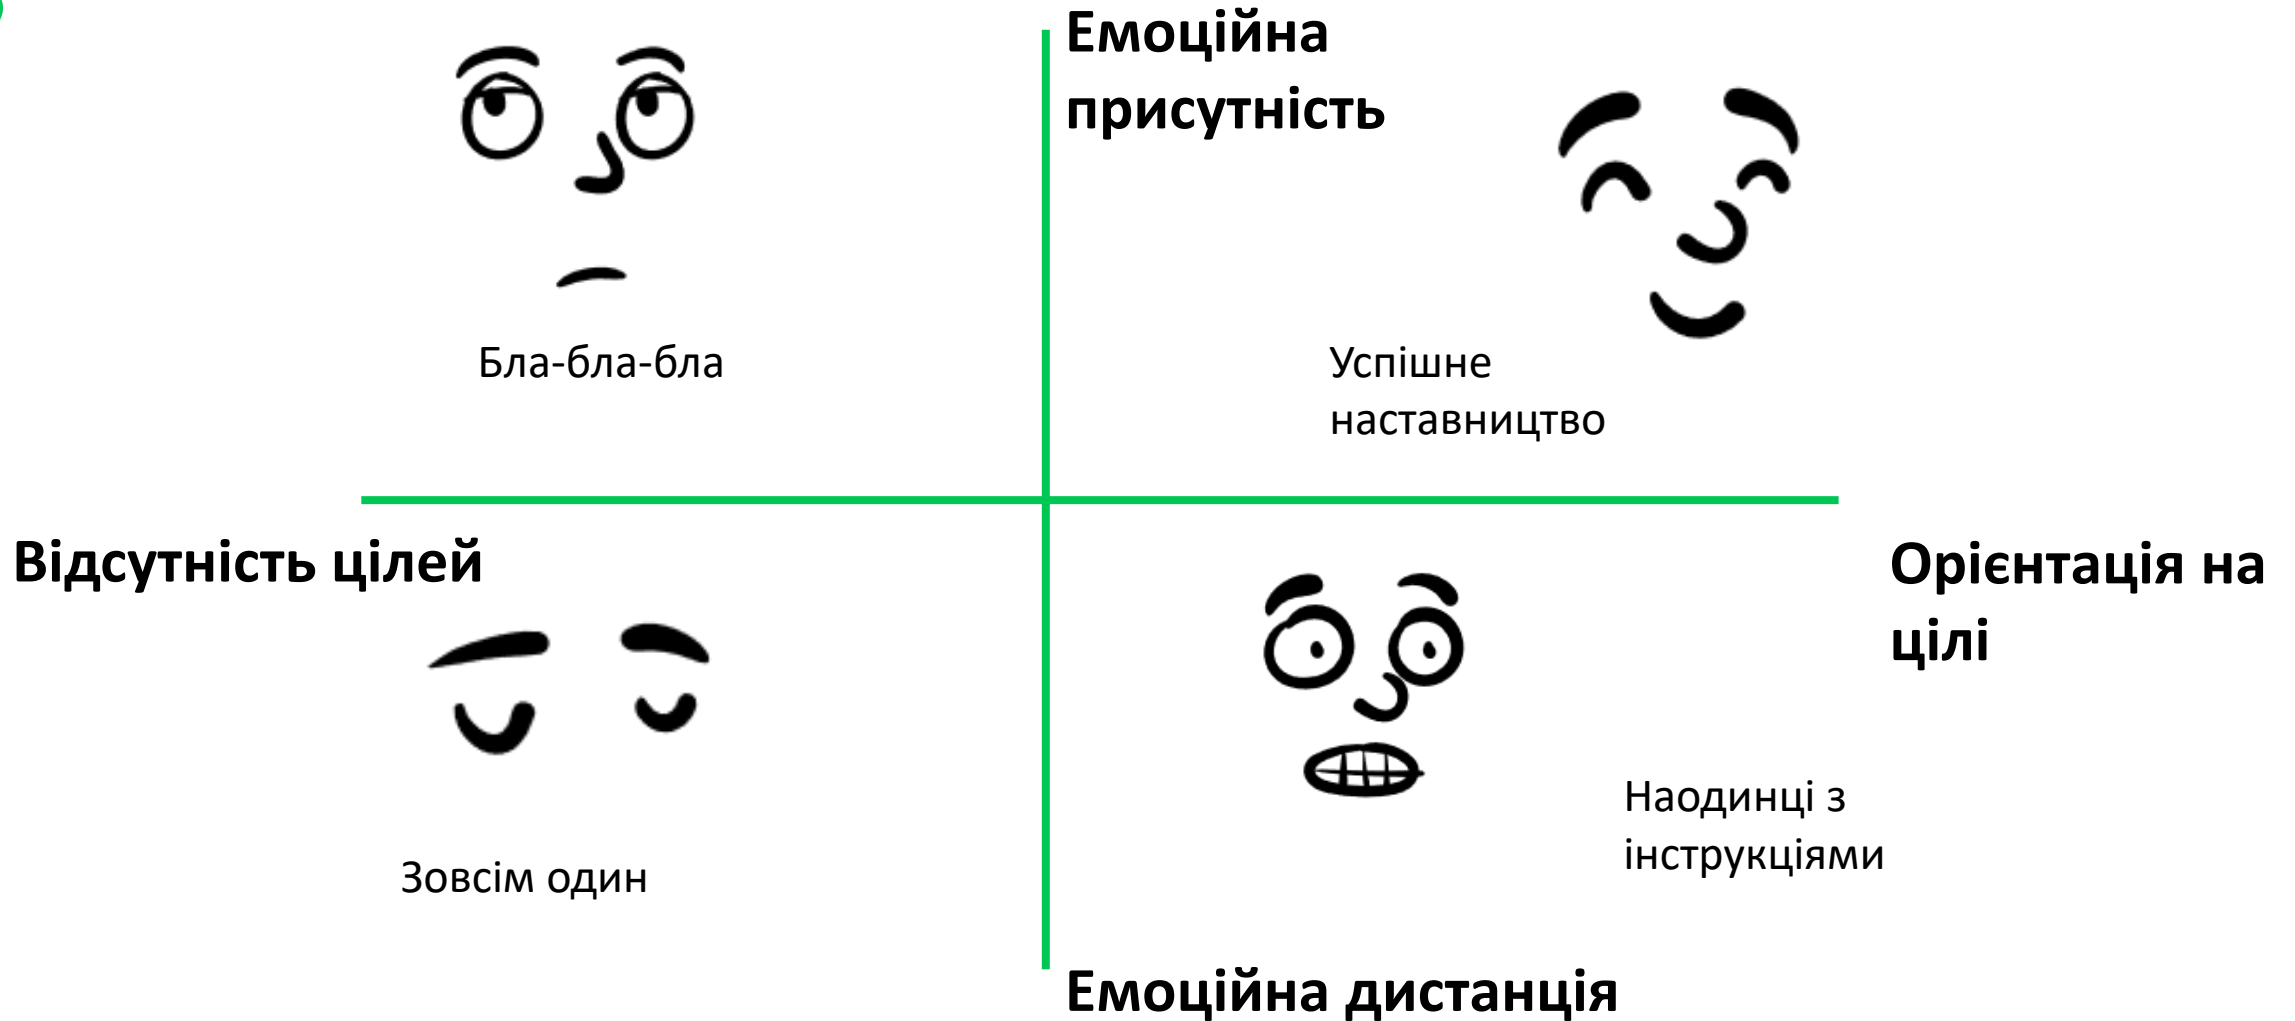 Емоційна
присутність
Бла-бла-бла
Успішне
наставництво
Відсутність цілей
Орієнтація на
цілі
Наодинці з
інструкціями
Зовсім один
Емоційна дистанція